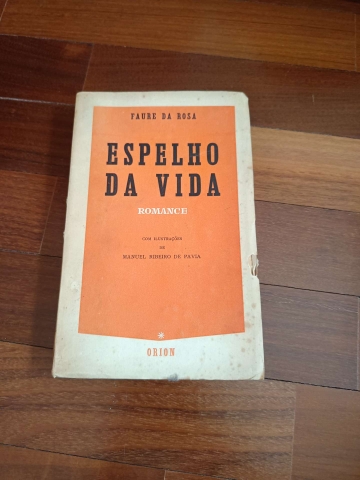 FAURE DA ROSA
ESPELHO
DA VIDA
ROMANCE
COM ILUSTRAÇÕES
DE
MANUEL RIBEIRO DE PAVIA
ORION